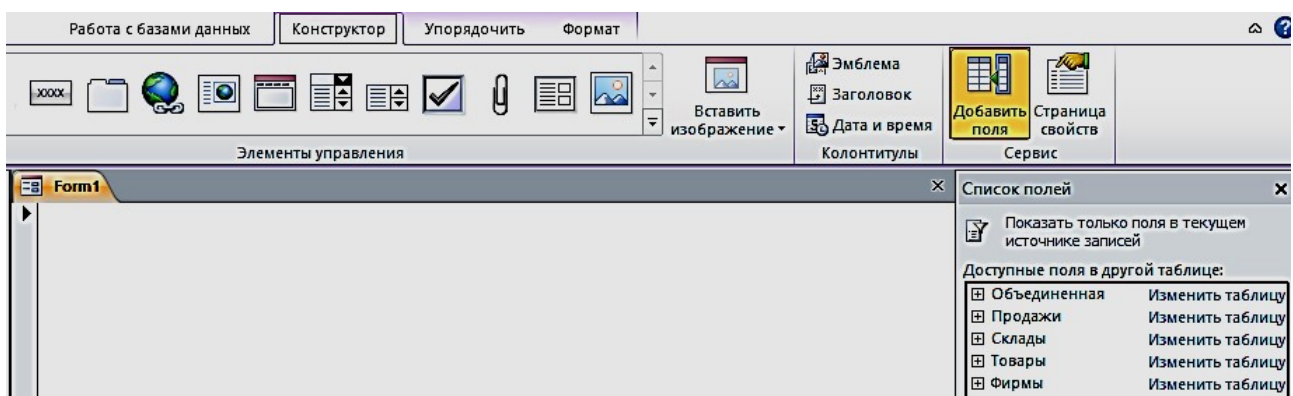 Работа с базами данных
Конструктор
Упорядочить
Формат
xxxx
Вставить
изображение
Элементы управления
Эмблема
Заголовок
Дата и время
Колонтитулы
Добавить
поля
Страница
свойств
Сервис
Form1
Список полей
Показать только поля в текущем
источнике записей
Доступные поля в другой таблице:
Объединенная Изменить таблицу
Продажи Изменить таблицу
Склады Изменить таблицу
Товары Изменить таблицу
Фирмы Изменить таблицу